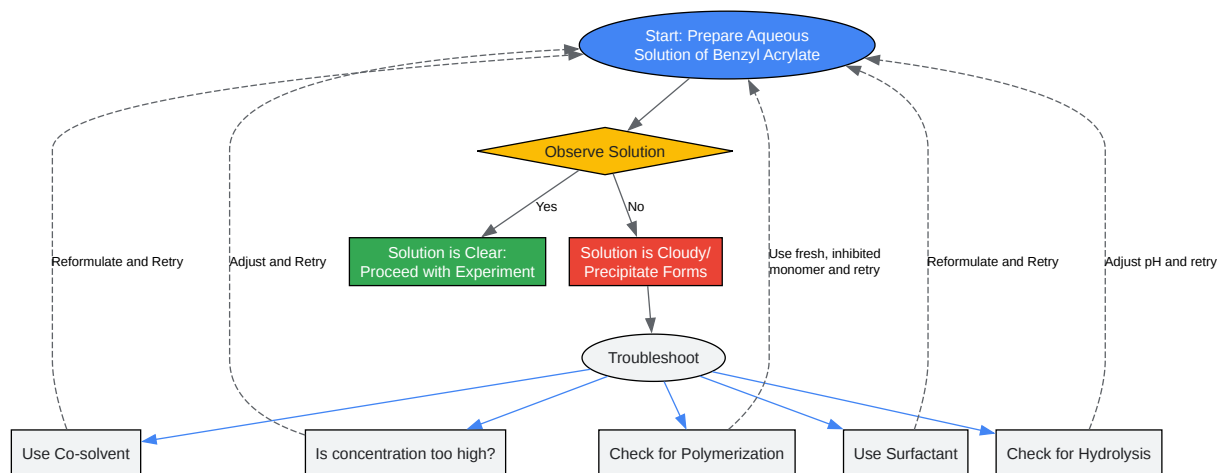 Start: Prepare Aqueous
Solution of Benzyl Acrylate
Observe Solution
Yes
No
Solution is Clear:
Proceed with Experiment
Solution is Cloudy/
Precipitate Forms
Reformulate and Retry
Adjust and Retry
Use fresh, inhibited
monomer and retry
Reformulate and Retry
Adjust pH and retry
Troubleshoot
Use Co-solvent
Is concentration too high?
Check for Polymerization
Use Surfactant
Check for Hydrolysis